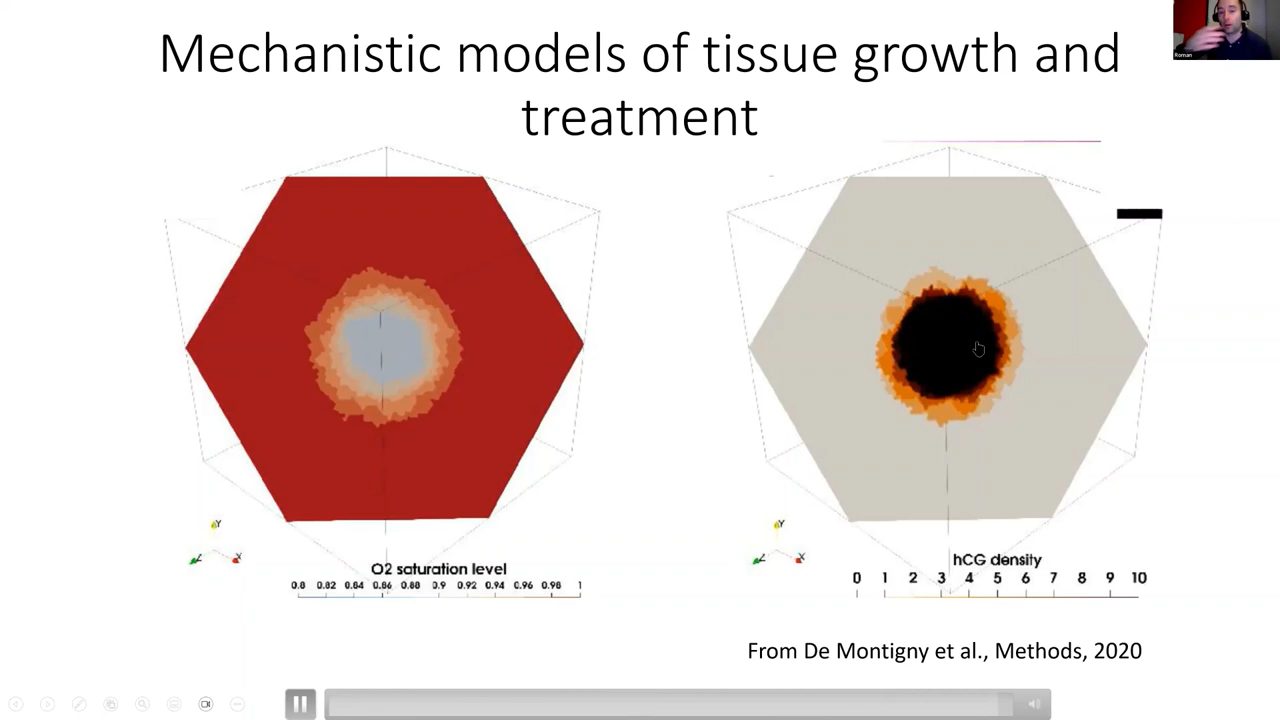 Mechanistic models of tissue growth and
treatment
Roman
Y
Z
X
O2 saturation level
0.8 0.82 0.84 0.86 0.88 0.9 0.92 0.94 0.96 0.98 1
Y
Z
X
hCG density
0 1 2 3 4 5 6 7 8 9 10
From De Montigny et al., Methods, 2020